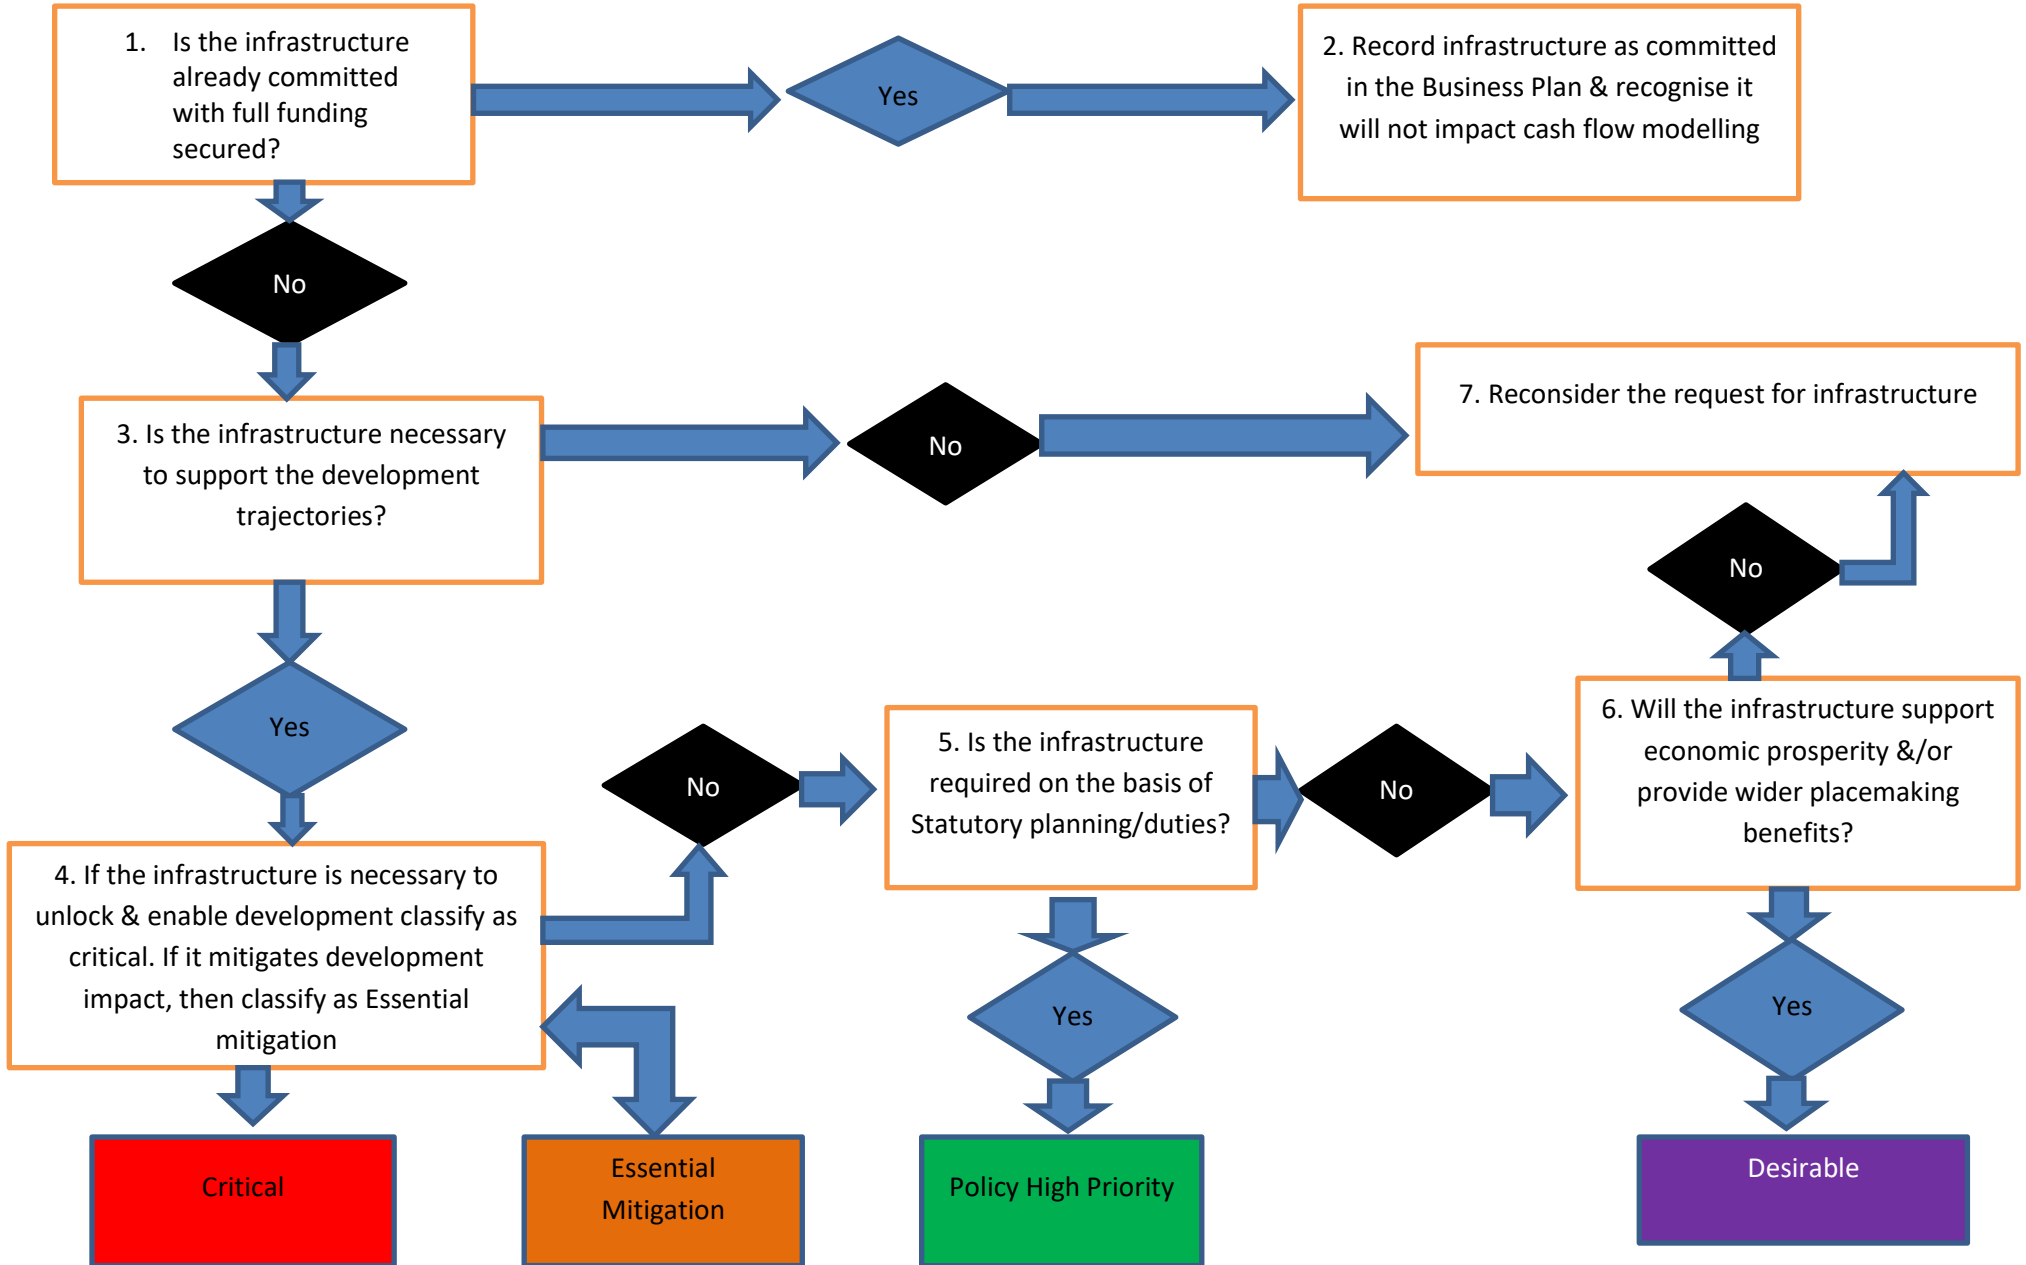 1. Is the infrastructure
already committed
with full funding
secured?
Yes
2. Record infrastructure as committed
in the Business Plan & recognise it
will not impact cash flow modelling
No
3. Is the infrastructure necessary
to support the development
trajectories?
No
7. Reconsider the request for infrastructure
No
Yes
No
5. Is the infrastructure
required on the basis of
Statutory planning/duties?
No
6. Will the infrastructure support
economic prosperity &/or
provide wider placemaking
benefits?
4. If the infrastructure is necessary to
unlock & enable development classify as
critical. If it mitigates development
impact, then classify as Essential
mitigation
Yes
Yes
Critical
Essential
Mitigation
Policy High Priority
Desirable